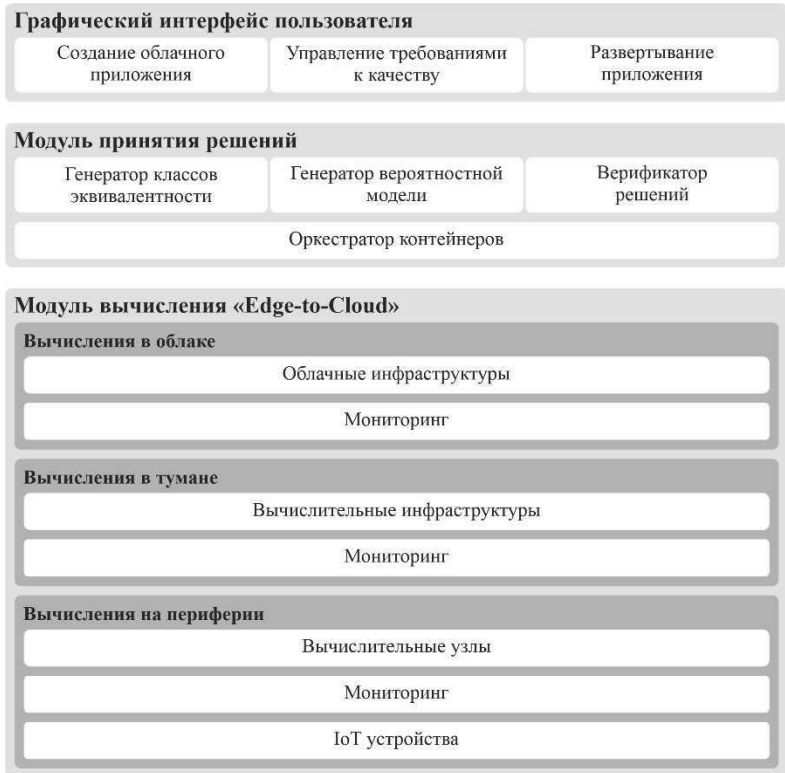 Графический интерфейс пользователя
Создание облачного
приложения
Управление требованиями
к качеству
Развертывание
приложения
Модуль принятия решений
Генератор классов
эквивалентности
Генератор вероятностной
модели
Верификатор
решений
Оркестратор контейнеров
Модуль вычисления «Edge-to-Cloud»
Вычисления в облаке
Облачные инфраструктуры
Мониторинг
Вычисления в тумане
Вычислительные инфраструктуры
Мониторинг
Вычисления на периферии
Вычислительные узлы
Мониторинг
IoT устройства